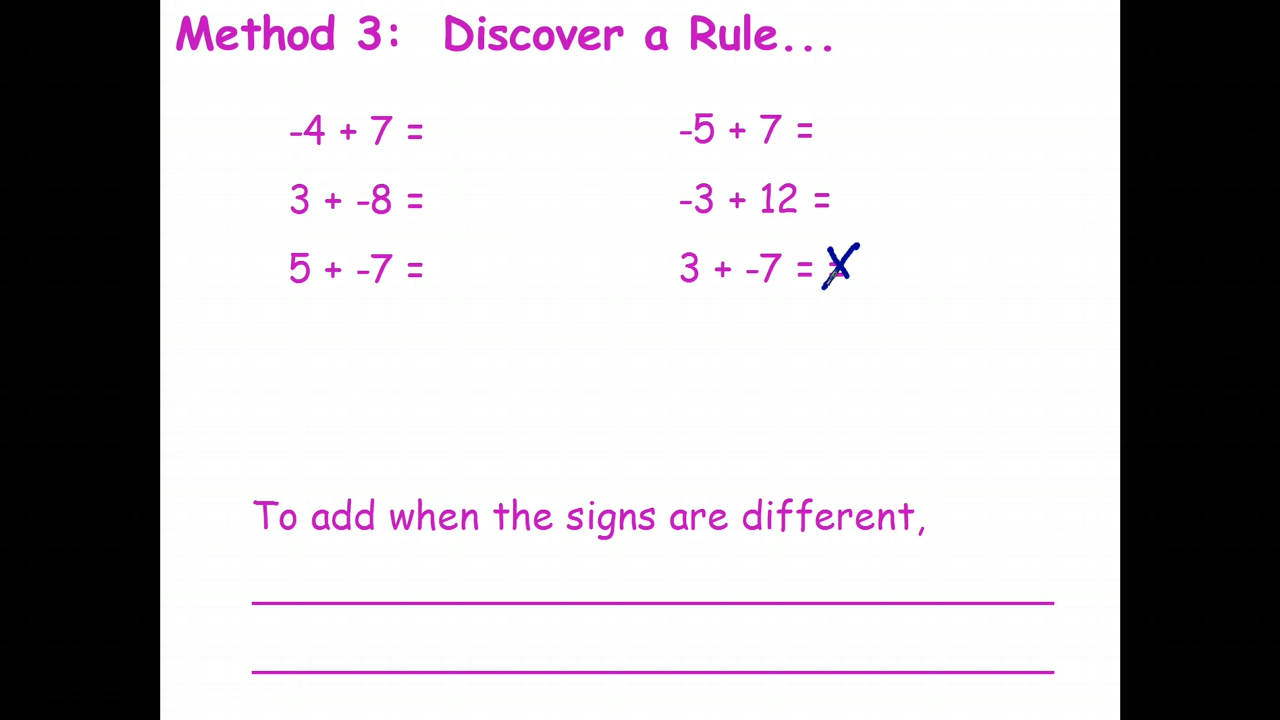 Method 3: Discover a Rule...
-4 + 7 =
-5 + 7 =
3 + -8 =
-3 + 12 =
5 + -7 =
3 + -7 =
To add when the signs are different,